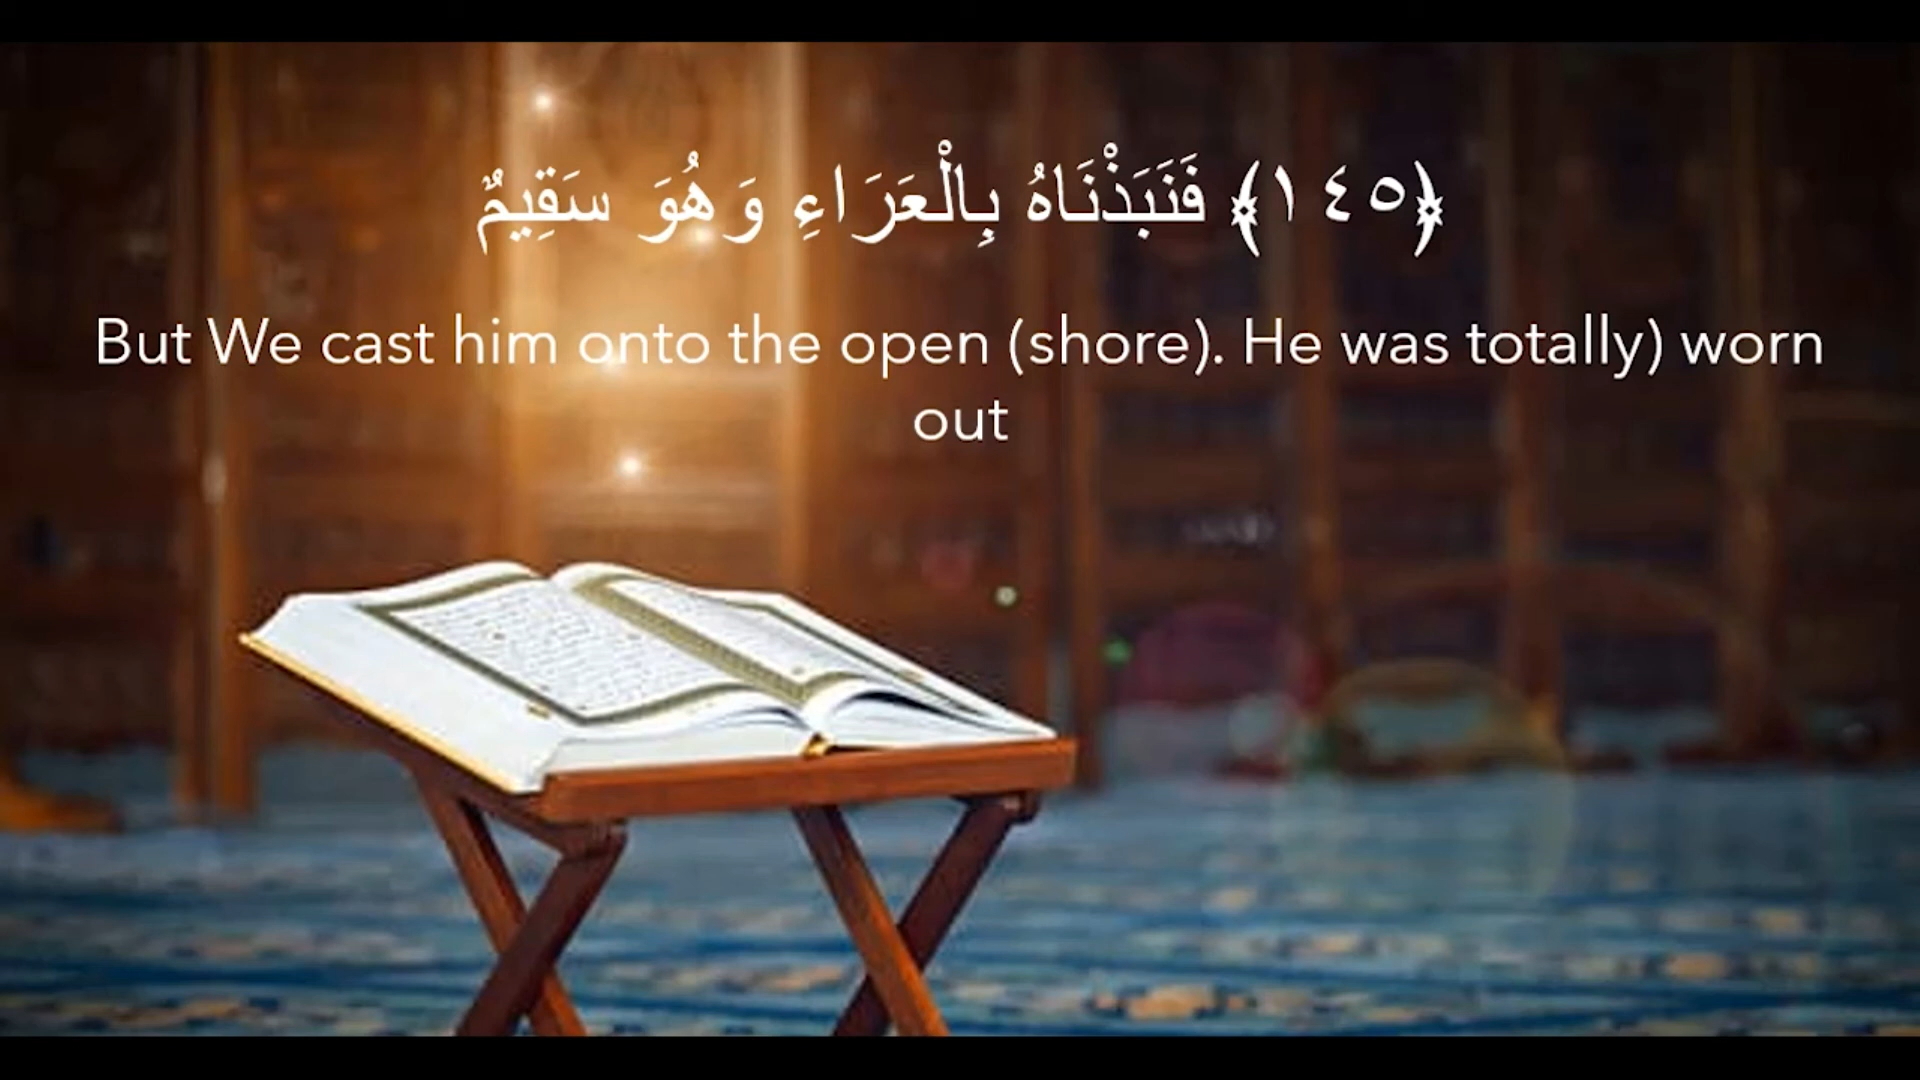 ﴿١٤٥﴾ فَنَبَذْنَاهُ بِالْعَرَاءِ وَهُوَ سَقِيمٌ
But We cast him onto the open (shore). He was totally) worn
out